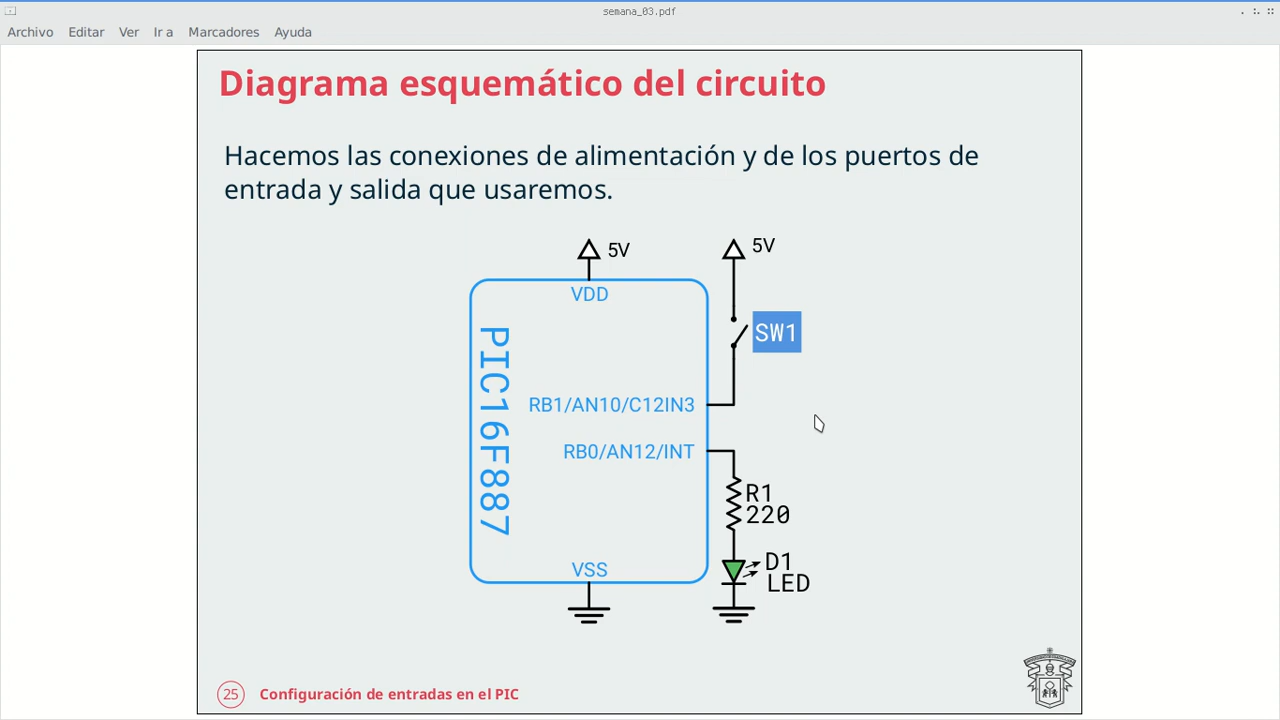 semana_03.pdf
Archivo Editar Ver Ir a Marcadores Ayuda
Diagrama esquemático del circuito
Hacemos las conexiones de alimentación y de los puertos de
entrada y salida que usaremos.
5V
5V
VDD
SW1
PIC16F887
RB1/AN10/C12IN3
RB0/AN12/INT
R1
220
VSS
D1
LED
25 Configuración de entradas en el PIC